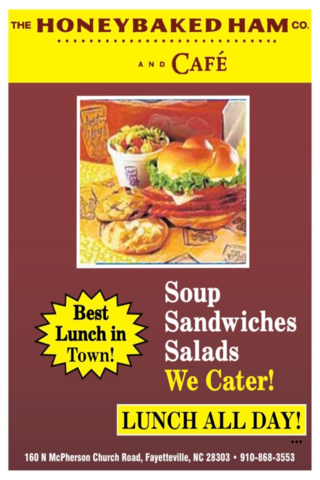 THE HONEYBAKED HAM CO.
AND CAFÉ
Best
Lunch in
Town!
Soup
Sandwiches
Salads
We Cater!
LUNCH ALL DAY!
160 N McPherson Church Road, Fayetteville, NC 28303 • 910-868-3553